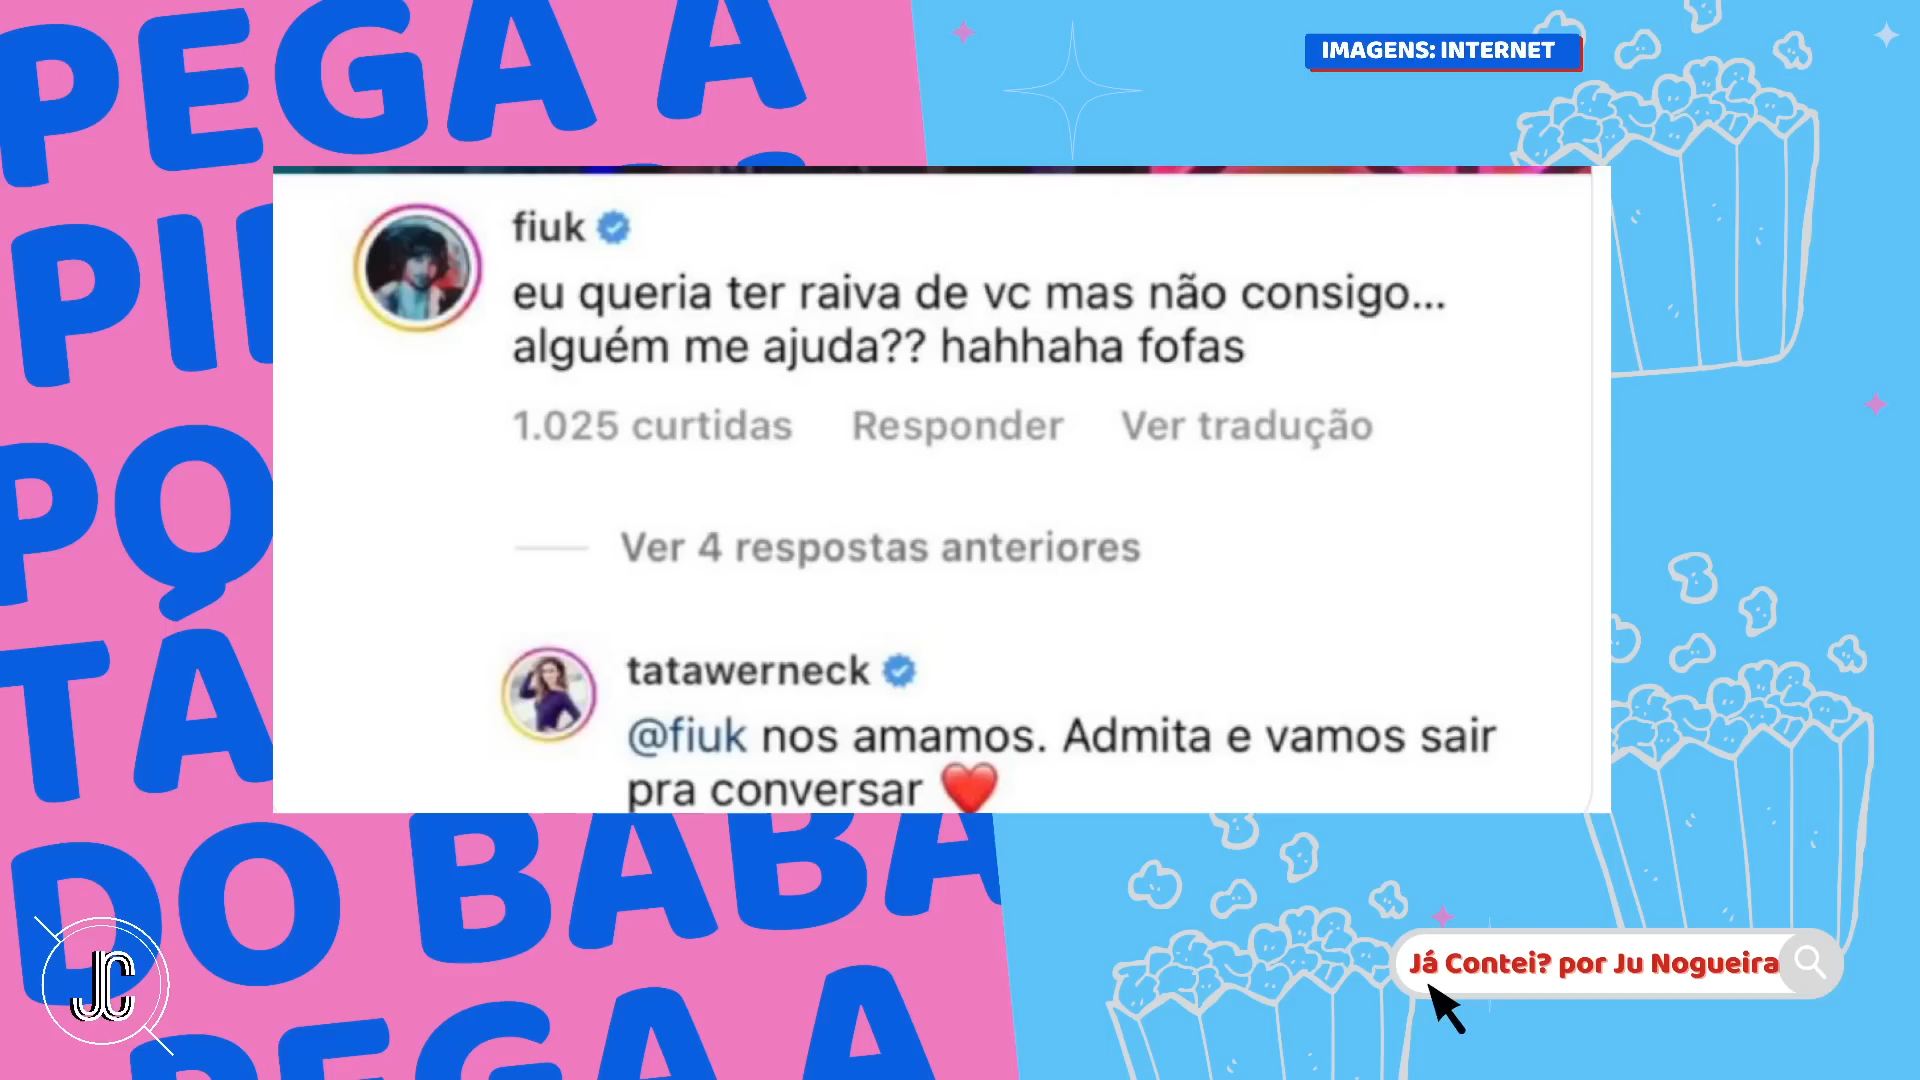 PEGA A
IMAGENS: INTERNET
fiuk
eu queria ter raiva de vc mas não consigo...
alguém me ajuda?? hahhaha fofas
1.025 curtidas Responder Ver tradução
Ver 4 respostas anteriores
tatawerneck
@fiuk nos amamos. Admita e vamos sair
pra conversar ❤️
PI
PQ
TÁ
DO BABA
PEGA A
JC
Já Contei? por Ju Nogueira